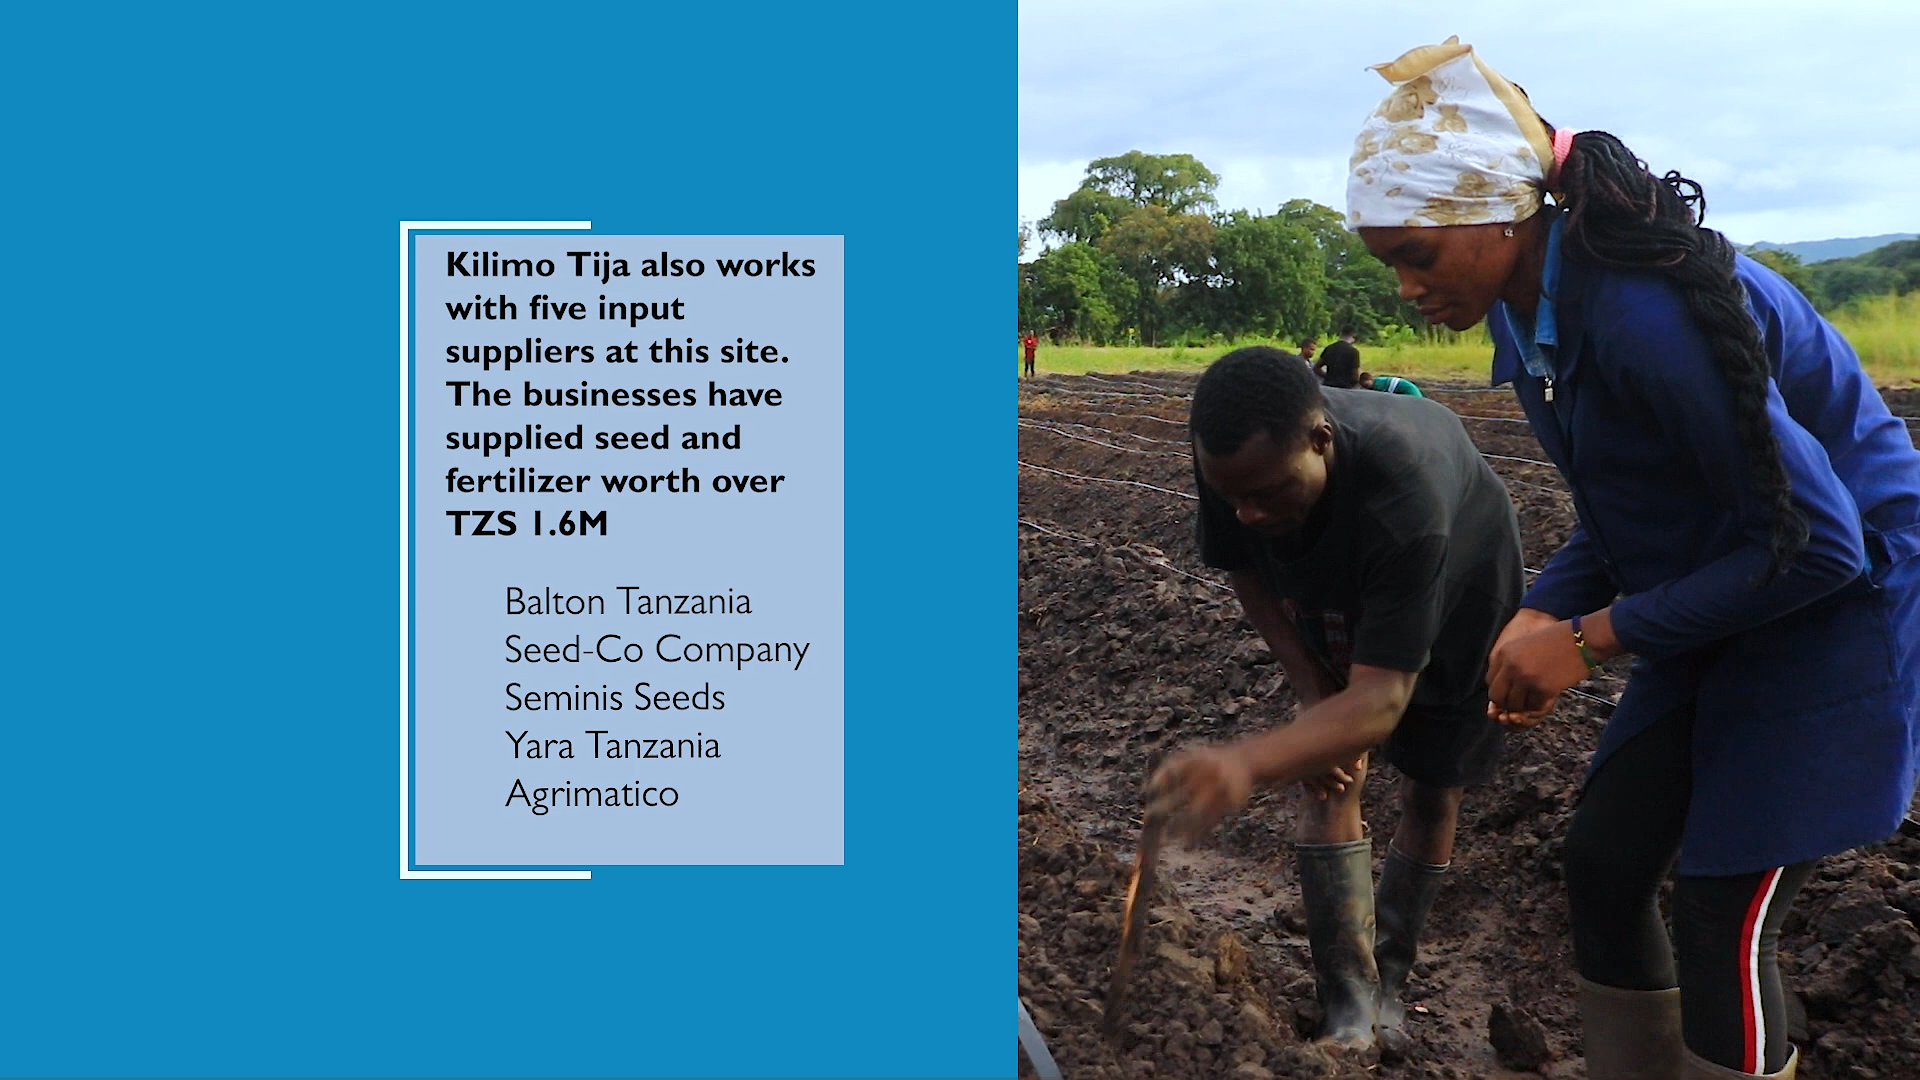 Kilimo Tija also works
with five input
suppliers at this site.
The businesses have
supplied seed and
fertilizer worth over
TZS 1.6M
Balton Tanzania
Seed-Co Company
Seminis Seeds
Yara Tanzania
Agrimatico